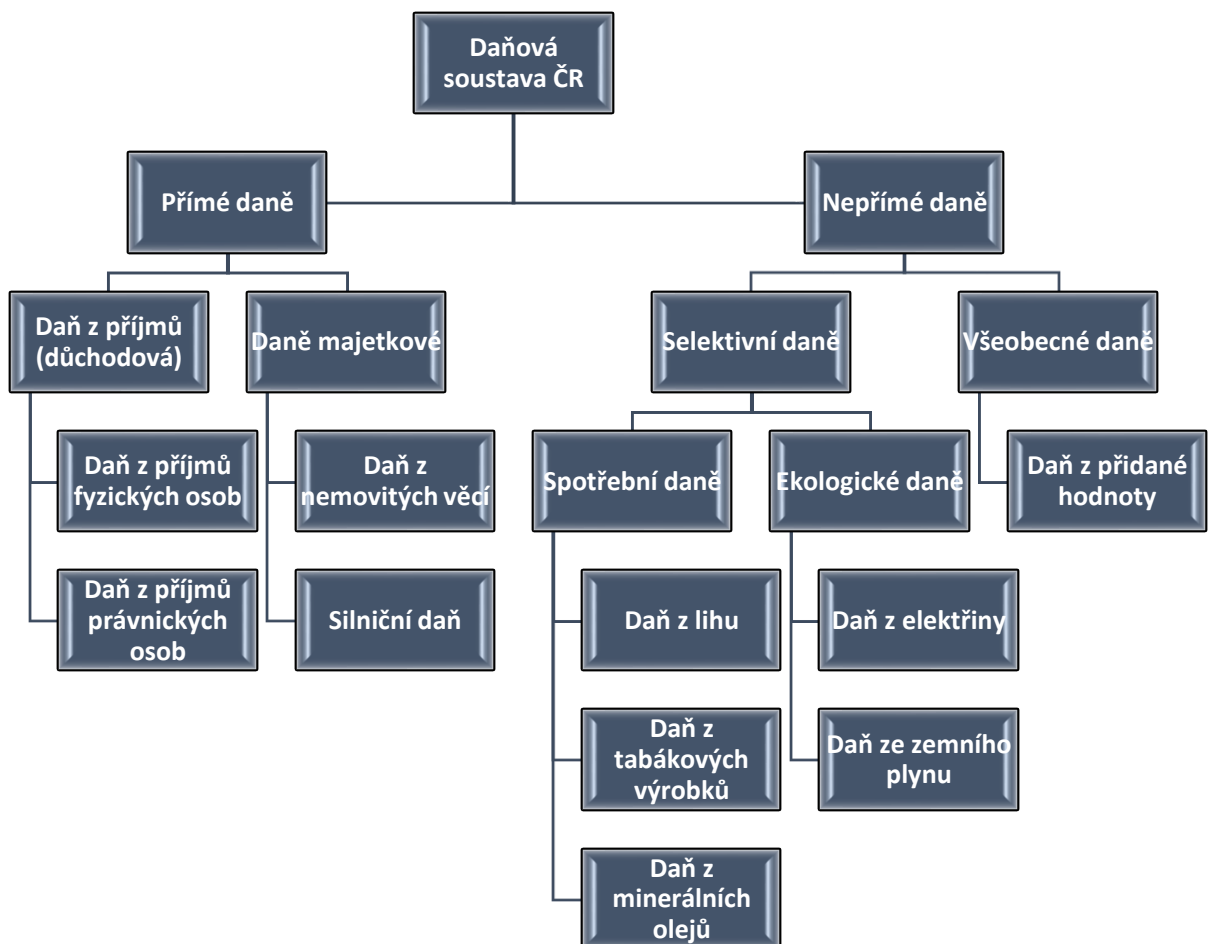 Daňová
soustava ČR
Přímé daně
Nepřímé daně
Daň z příjmů
(důchodová)
Daně majetkové
Selektivní daně
Všeobecné daně
Daň z příjmů
fyzických osob
Daň z
nemovitých věcí
Spotřební daně
Ekologické daně
Daň z přidané
hodnoty
Daň z příjmů
právnických
osob
Silniční daň
Daň z lihu
Daň z elektřiny
Daň z
tabákových
výrobků
Daň ze zemního
plynu
Daň z
minerálních
olejů